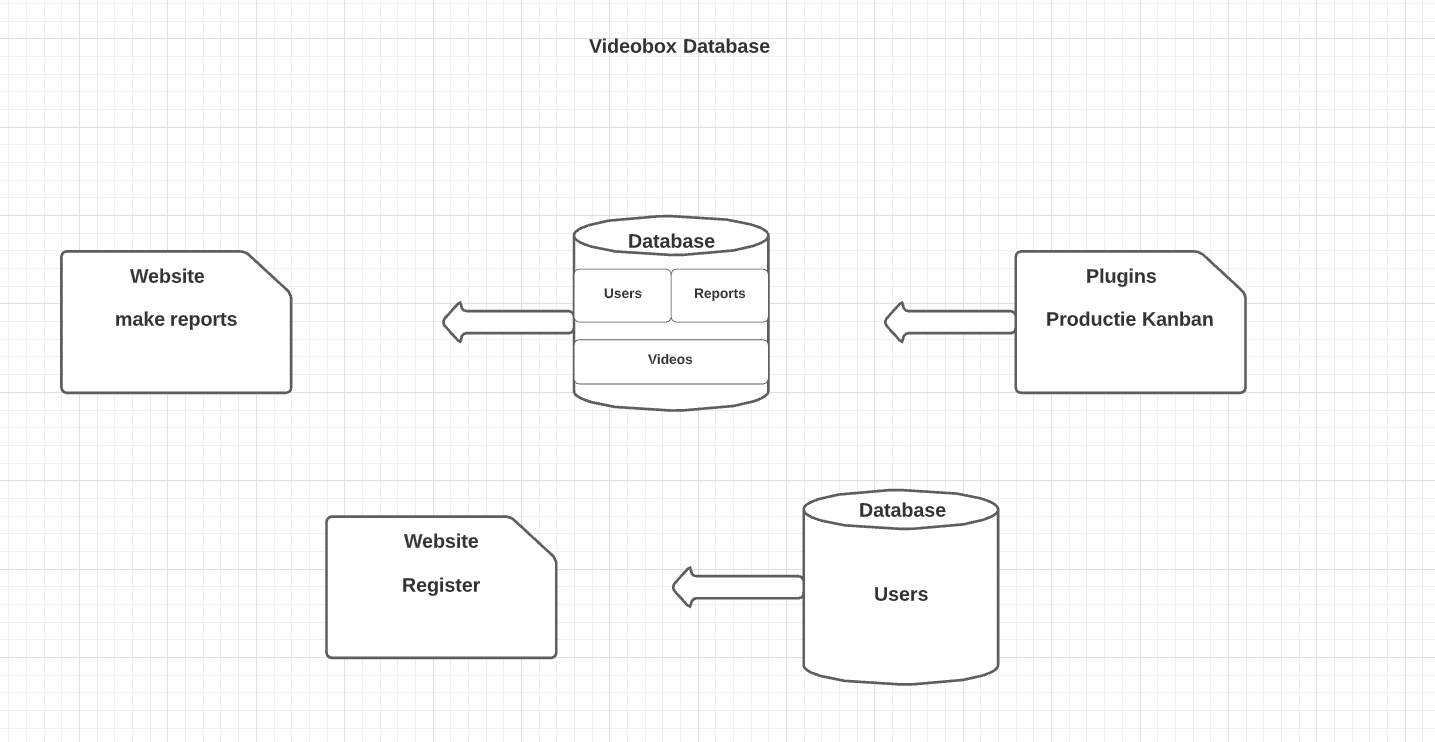 Videobox Database
Website
make reports
Database
Users
Reports
Videos
Plugins
Productie Kanban
Website
Register
Database
Users